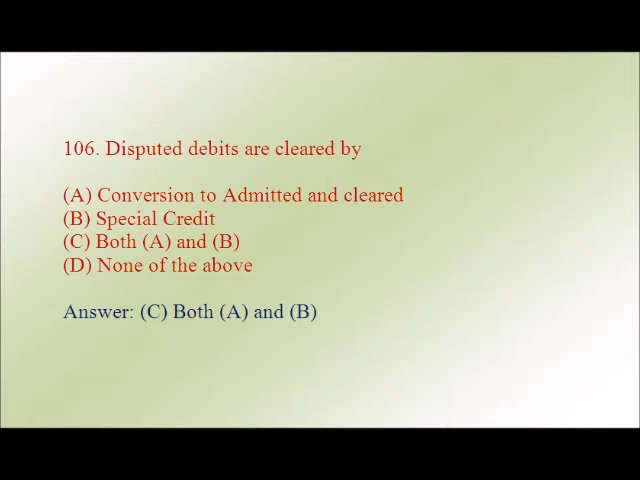 106. Disputed debits are cleared by
(A) Conversion to Admitted and cleared
(B) Special Credit
(C) Both (A) and (B)
(D) None of the above
Answer: (C) Both (A) and (B)